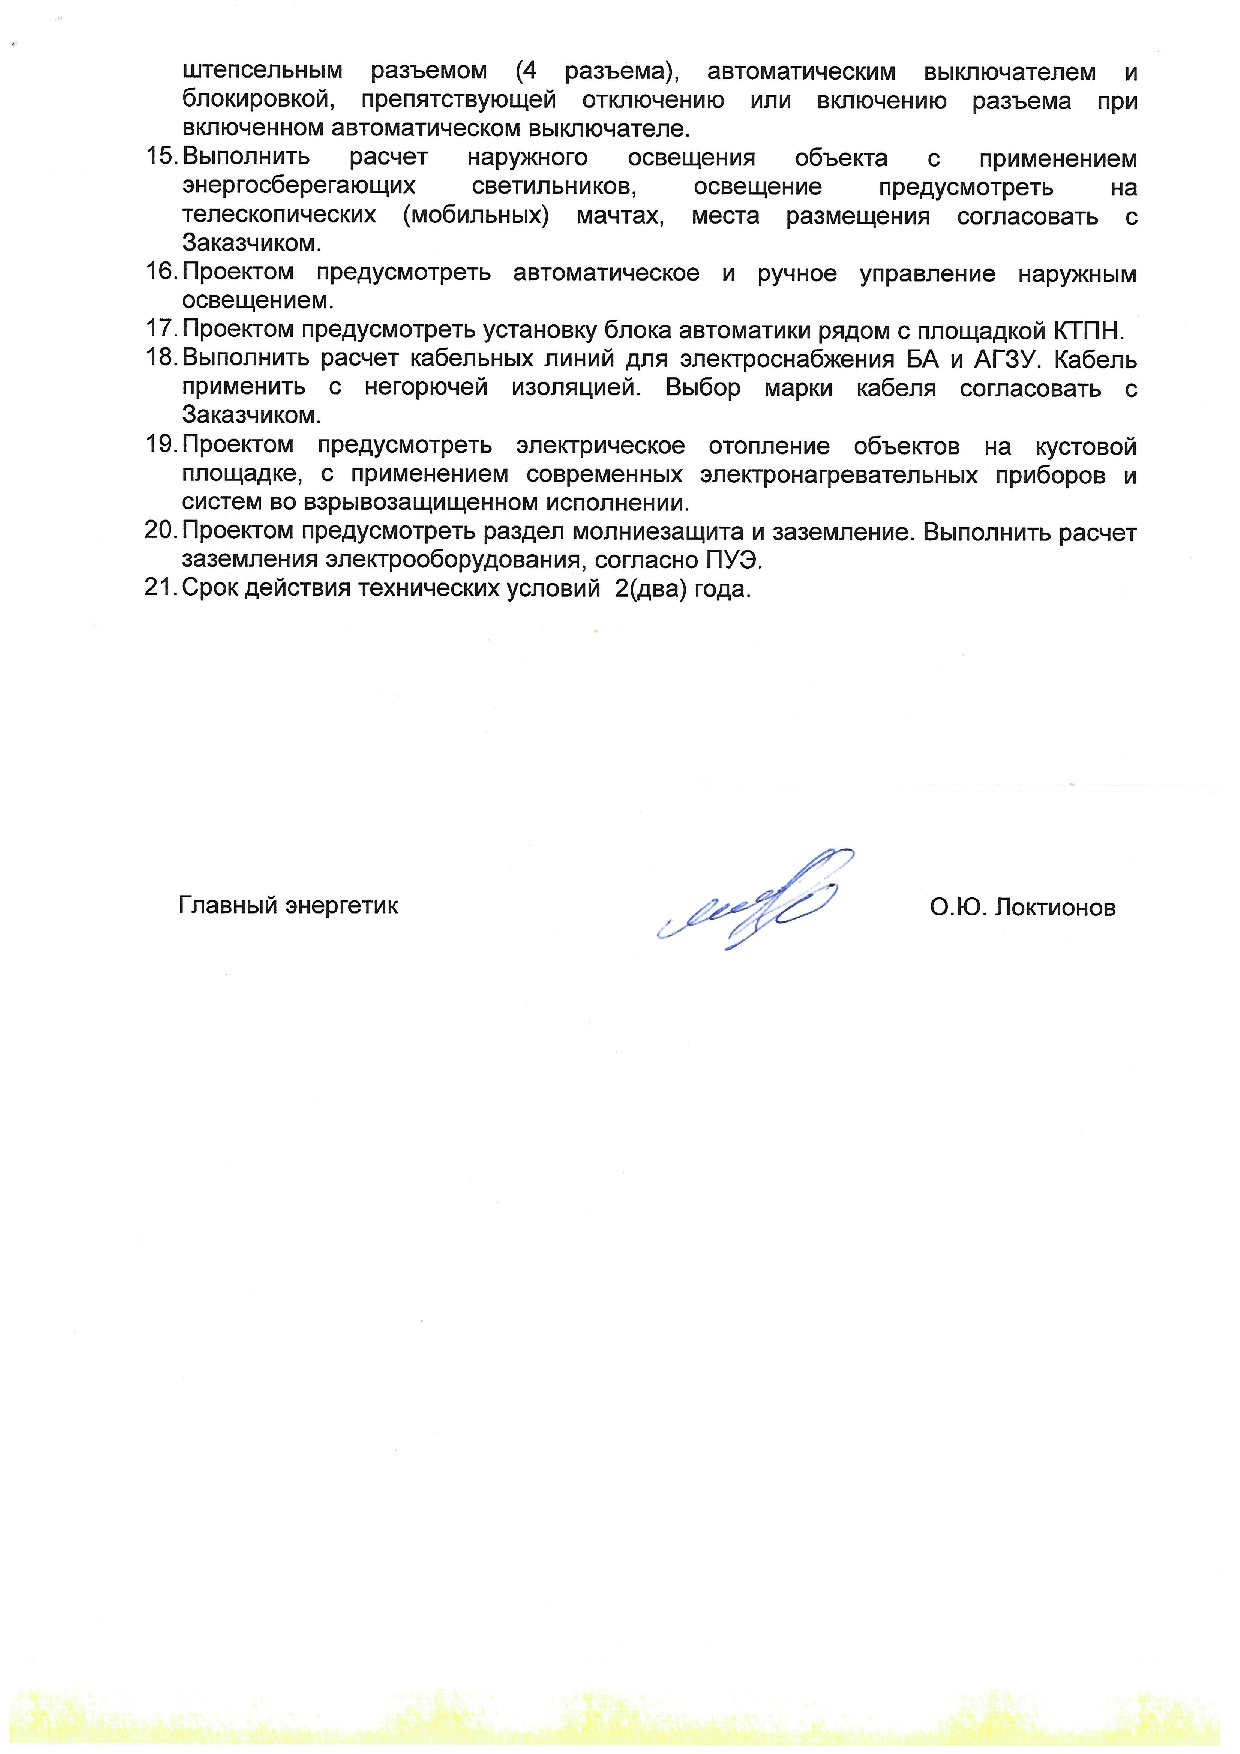 штепсельным разъемом (4 разъема), автоматическим выключателем и
блокировкой, препятствующей отключению или включению разъема при
включенном автоматическом выключателе.
15. Выполнить расчет наружного освещения объекта с применением
энергосберегающих светильников, освещение предусмотреть на
телескопических (мобильных) мачтах, места размещения согласовать с
Заказчиком.
16. Проектом предусмотреть автоматическое и ручное управление наружным
освещением.
17. Проектом предусмотреть установку блока автоматики рядом с площадкой КТПН.
18. Выполнить расчет кабельных линий для электроснабжения БА и АГЗУ. Кабель
применить с негорючей изоляцией. Выбор марки кабеля согласовать с
Заказчиком.
19. Проектом предусмотреть электрическое отопление объектов на кустовой
площадке, с применением современных электронагревательных приборов и
систем во взрывозащищенном исполнении.
20. Проектом предусмотреть раздел молниезащита и заземление. Выполнить расчет
заземления электрооборудования, согласно ПУЭ.
21. Срок действия технических условий 2(два) года.
Главный энергетик О.Ю. Локтионов